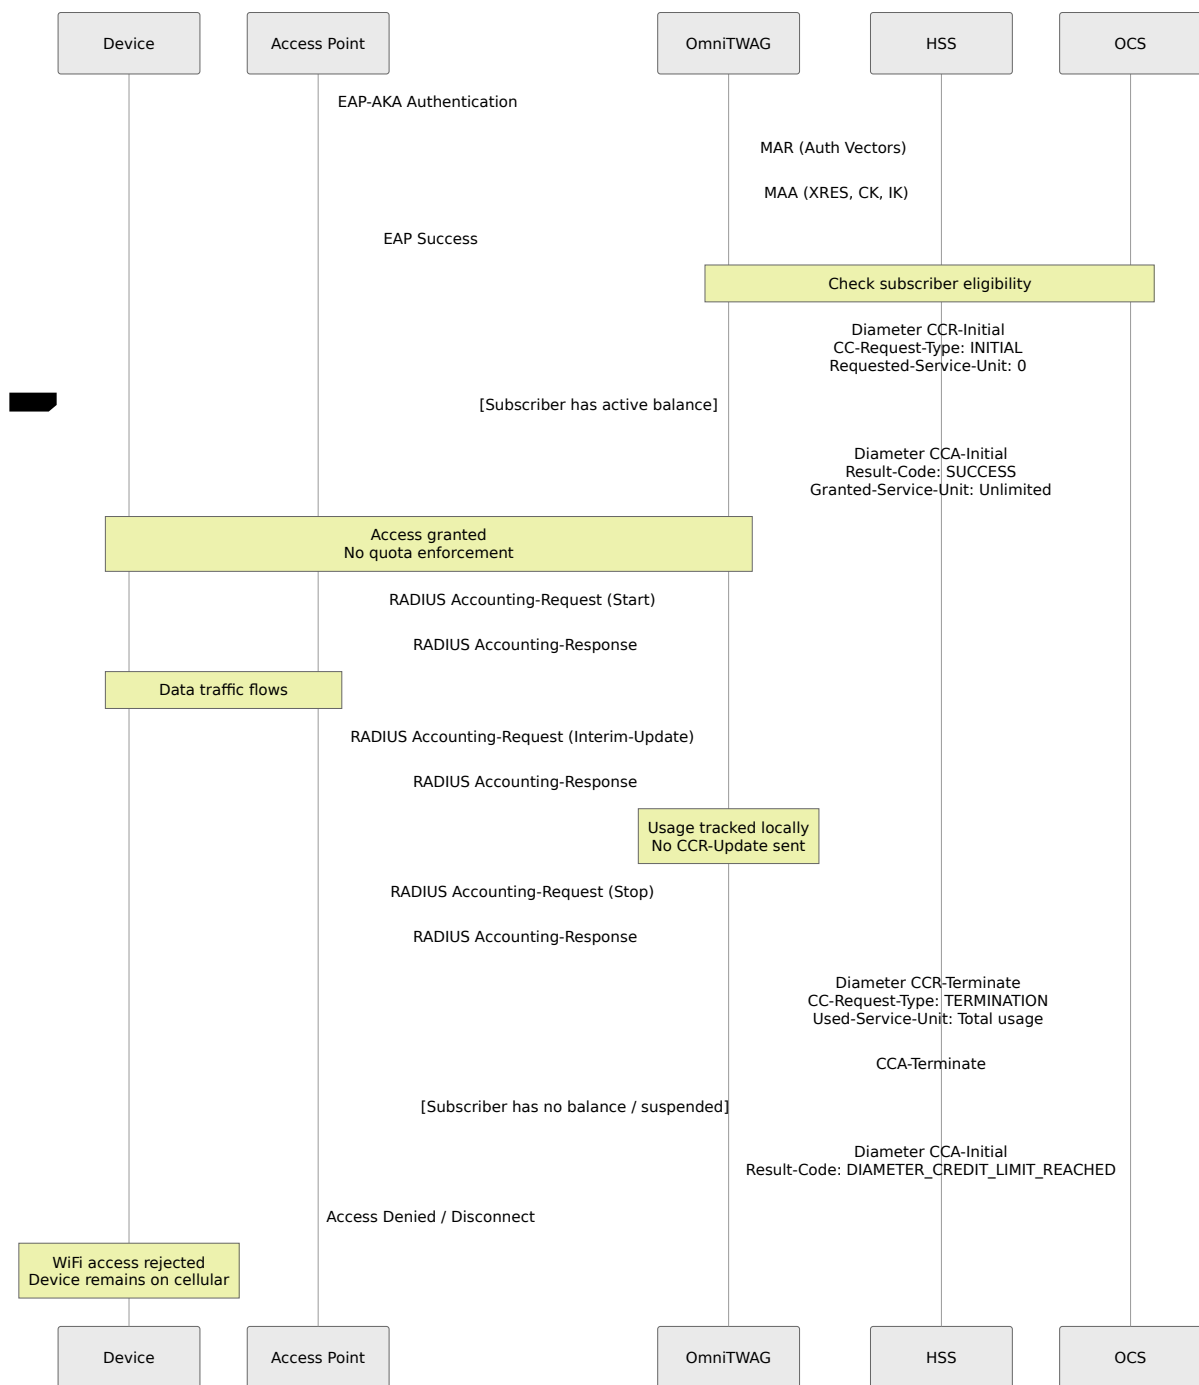 Device
Access Point
OmniTWAG
HSS
OCS
EAP-AKA Authentication
MAR (Auth Vectors)
MAA (XRES, CK, IK)
EAP Success
Check subscriber eligibility
Diameter CCR-Initial
CC-Request-Type: INITIAL
Requested-Service-Unit: 0
[Subscriber has active balance]
Diameter CCA-Initial
Result-Code: SUCCESS
Granted-Service-Unit: Unlimited
Access granted
No quota enforcement
RADIUS Accounting-Request (Start)
RADIUS Accounting-Response
Data traffic flows
RADIUS Accounting-Request (Interim-Update)
RADIUS Accounting-Response
Usage tracked locally
No CCR-Update sent
RADIUS Accounting-Request (Stop)
RADIUS Accounting-Response
Diameter CCR-Terminate
CC-Request-Type: TERMINATION
Used-Service-Unit: Total usage
CCA-Terminate
[Subscriber has no balance / suspended]
Diameter CCA-Initial
Result-Code: DIAMETER_CREDIT_LIMIT_REACHED
Access Denied / Disconnect
WiFi access rejected
Device remains on cellular
Device
Access Point
OmniTWAG
HSS
OCS